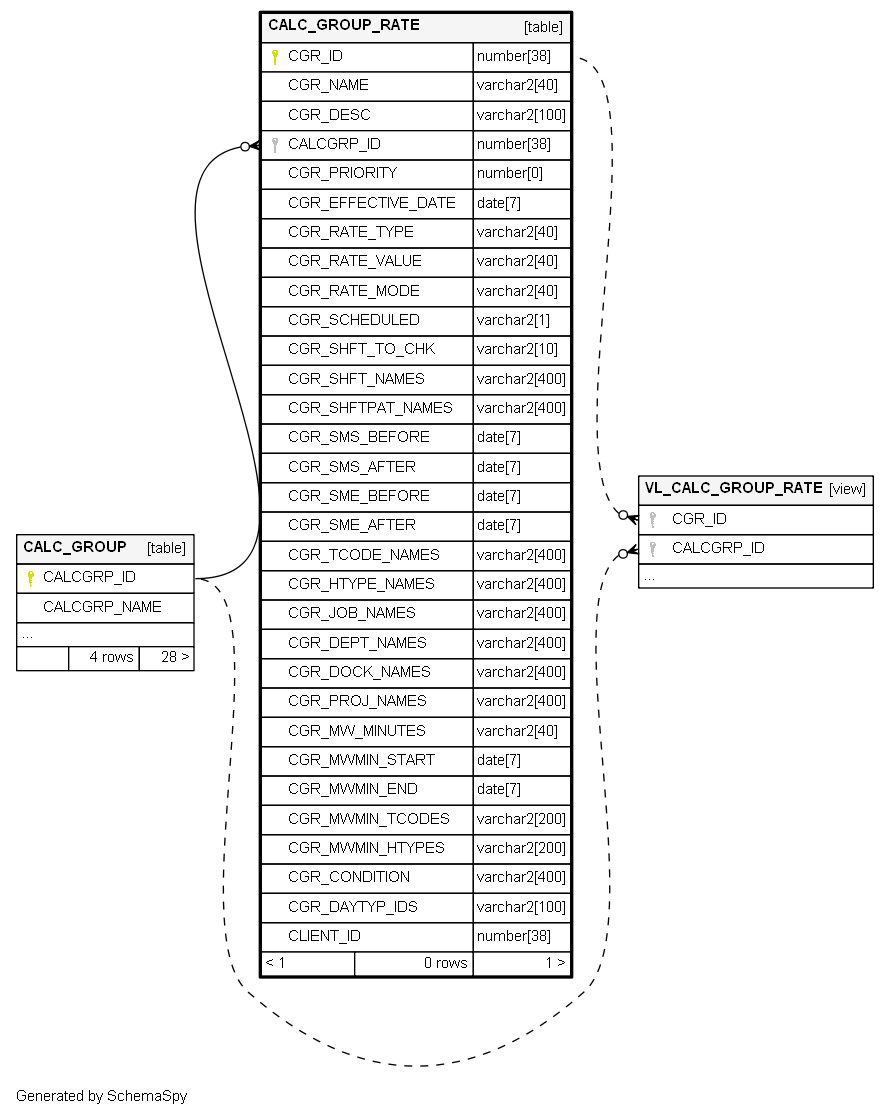 CALC_GROUP_RATE [table]
CGR_ID number[38]
CGR_NAME varchar2[40]
CGR_DESC varchar2[100]
CALCGRP_ID number[38]
CGR_PRIORITY number[0]
CGR_EFFECTIVE_DATE date[7]
CGR_RATE_TYPE varchar2[40]
CGR_RATE_VALUE varchar2[40]
CGR_RATE_MODE varchar2[40]
CGR_SCHEDULED varchar2[1]
CGR_SHFT_TO_CHK varchar2[10]
CGR_SHFT_NAMES varchar2[400]
CGR_SHFTPAT_NAMES varchar2[400]
CGR_SMS_BEFORE date[7]
CGR_SMS_AFTER date[7]
CGR_SME_BEFORE date[7]
CGR_SME_AFTER date[7]
CGR_TCODE_NAMES varchar2[400]
CGR_HTYPE_NAMES varchar2[400]
CGR_JOB_NAMES varchar2[400]
CGR_DEPT_NAMES varchar2[400]
CGR_DOCK_NAMES varchar2[400]
CGR_PROJ_NAMES varchar2[400]
CGR_MW_MINUTES varchar2[40]
CGR_MWMIN_START date[7]
CGR_MWMIN_END date[7]
CGR_MWMIN_TCODES varchar2[200]
CGR_MWMIN_HTYPES varchar2[200]
CGR_CONDITION varchar2[400]
CGR_DAYTYP_IDS varchar2[100]
CLIENT_ID number[38]
< 1 0 rows 1 >
CALC_GROUP [table]
CALCGRP_ID
CALCGRP_NAME
...
4 rows 28 >
VL_CALC_GROUP_RATE [view]
CGR_ID
CALCGRP_ID
...
Generated by SchemaSpy